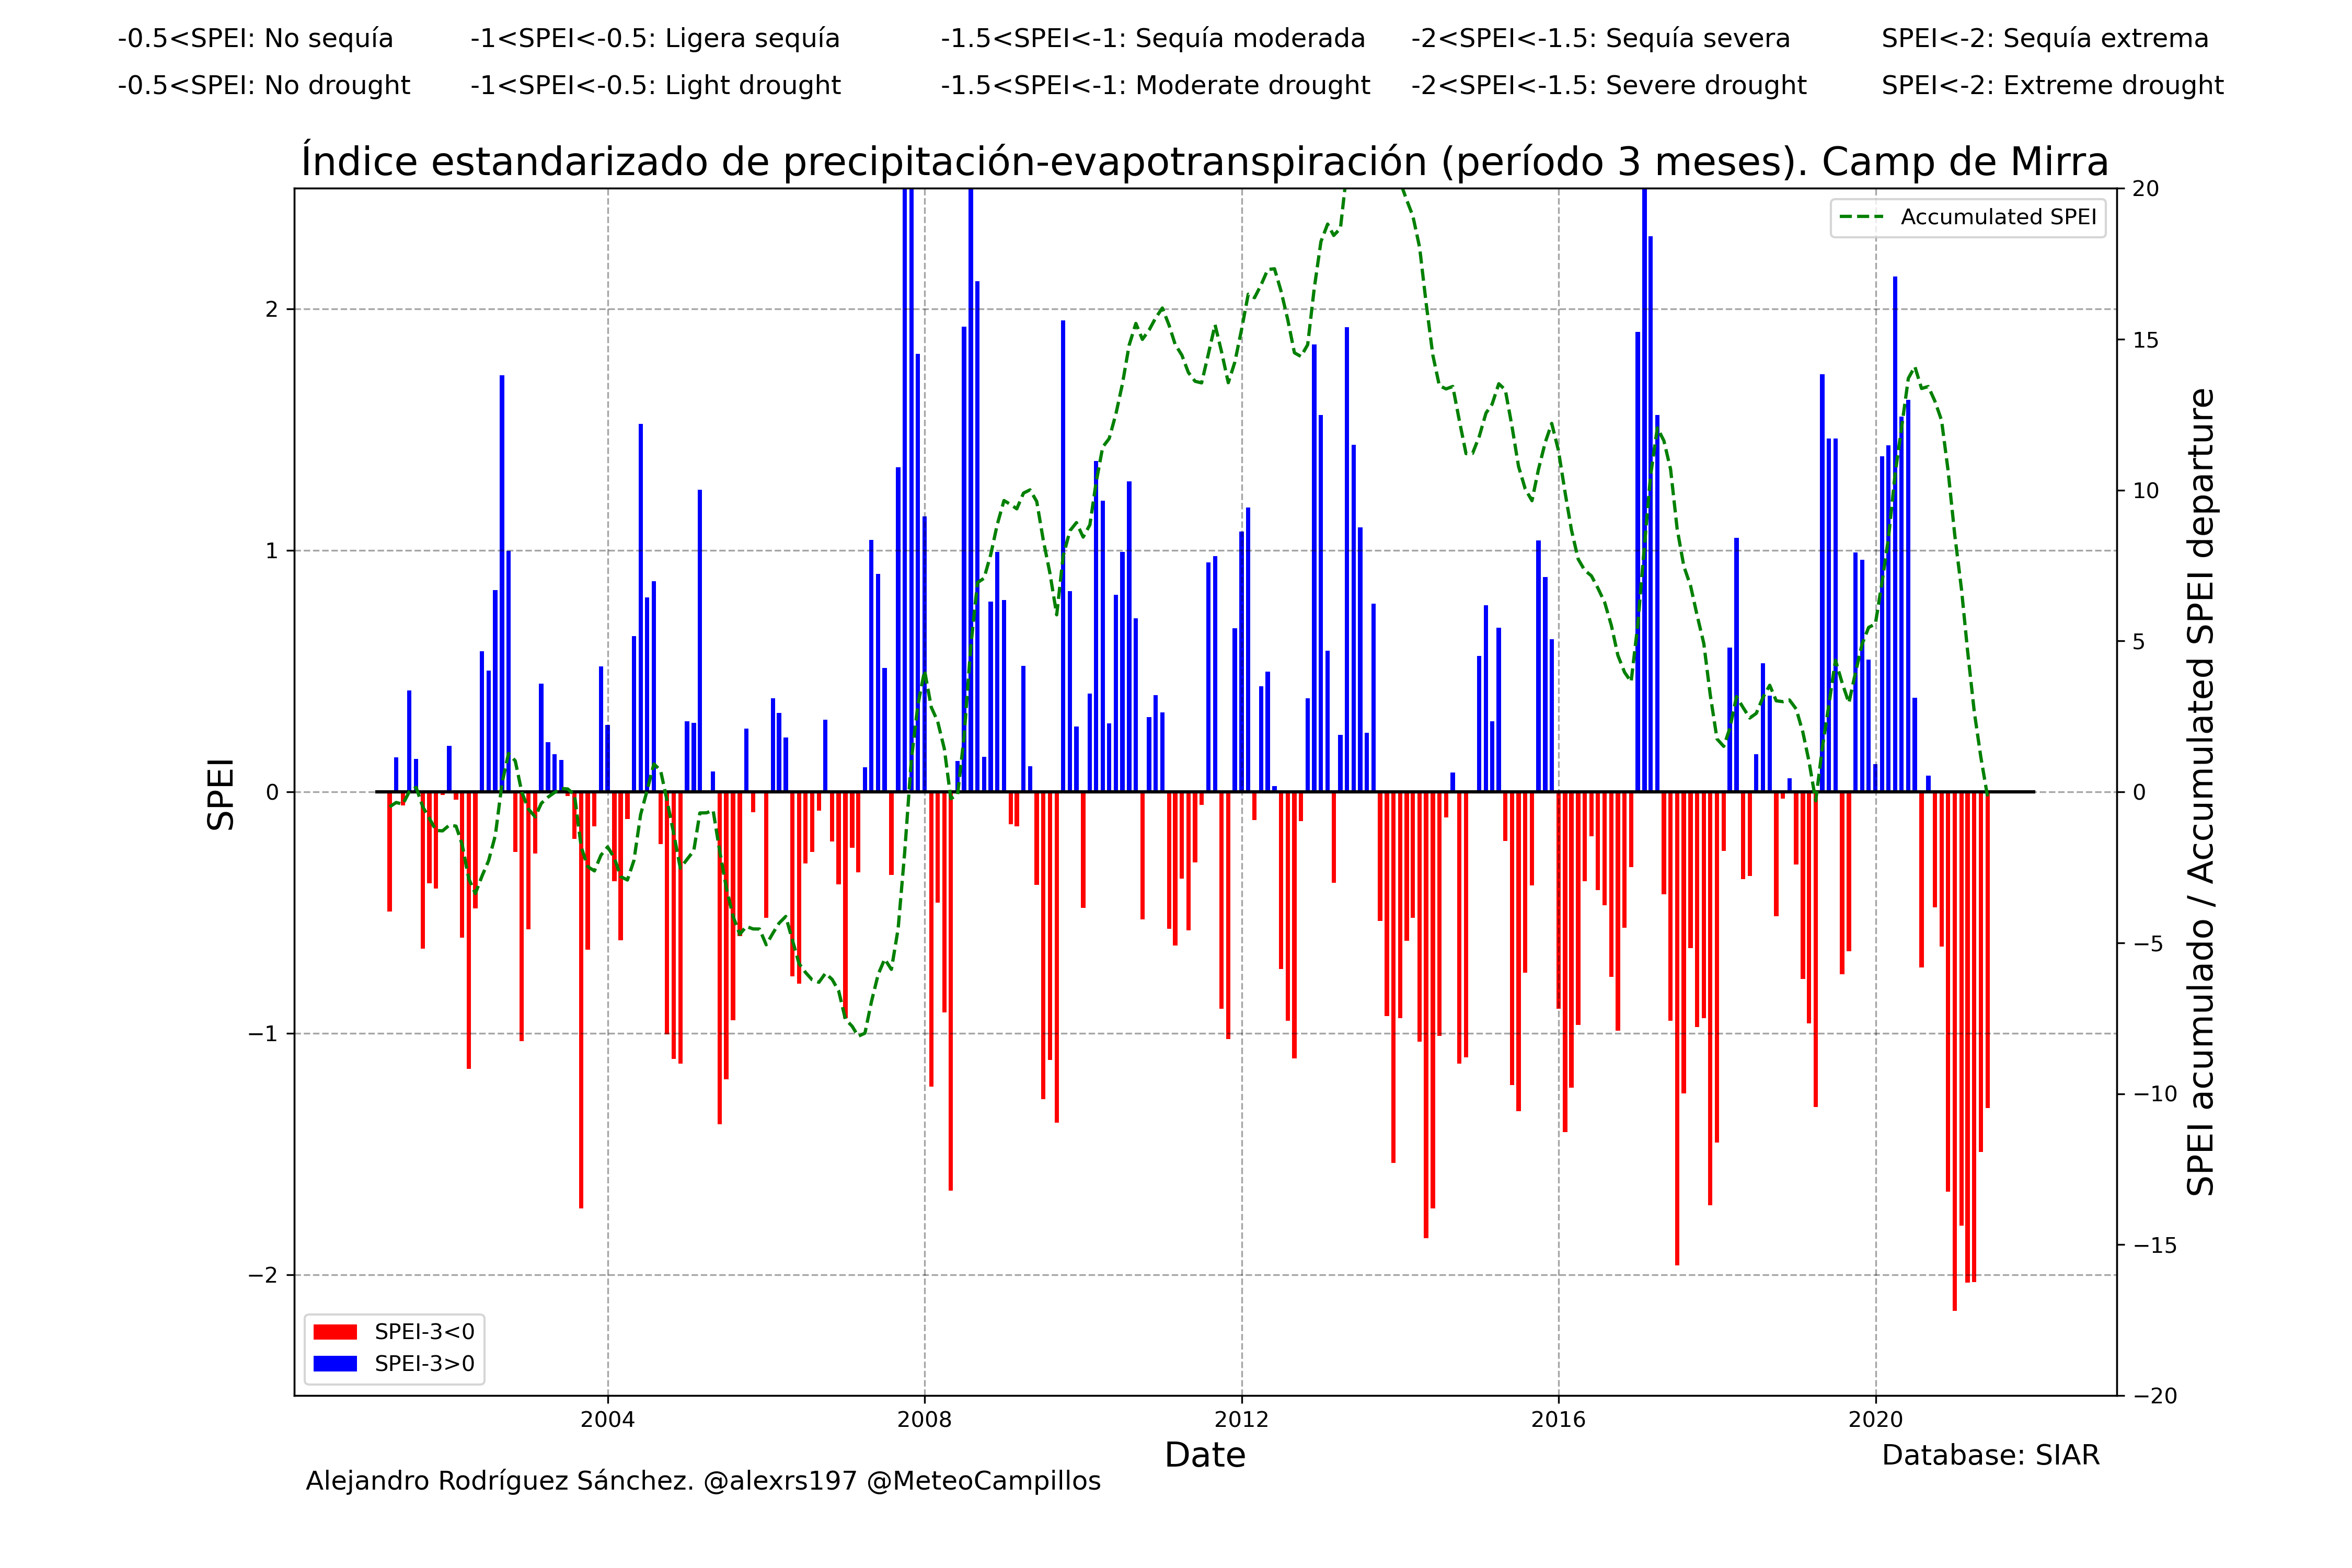 -0.5<SPEI: No sequía -1<SPEI<-0.5: Ligera sequía -1.5<SPEI<-1: Sequía moderada -2<SPEI<-1.5: Sequía severa SPEI<-2: Sequía extrema
-0.5<SPEI: No drought -1<SPEI<-0.5: Light drought -1.5<SPEI<-1: Moderate drought -2<SPEI<-1.5: Severe drought SPEI<-2: Extreme drought
Índice estandarizado de precipitación-evapotranspiración (período 3 meses). Camp de Mirra
Accumulated SPEI
SPEI
2
1
0
−1
−2
20
15
10
5
0
−5
−10
−15
−20
SPEI acumulado / Accumulated SPEI departure
SPEI-3<0
SPEI-3>0
2004 2008 2012 2016 2020
Date
Database: SIAR
Alejandro Rodríguez Sánchez. @alexrs197 @MeteoCampillos